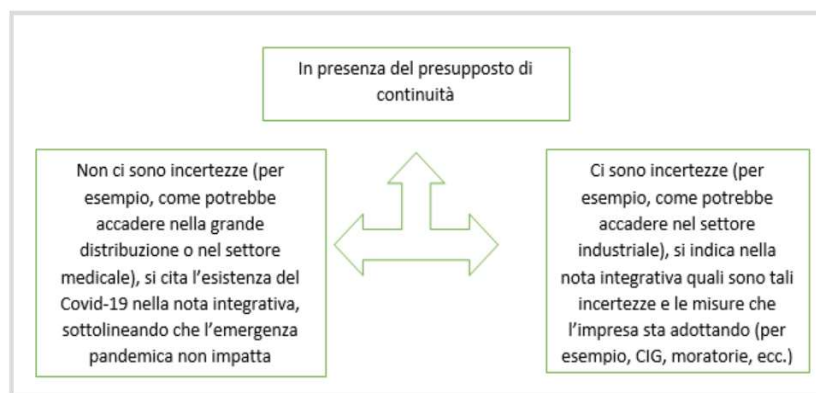 In presenza del presupposto di
continuità
Non ci sono incertezze (per
esempio, come potrebbe
accadere nella grande
distribuzione o nel settore
medicale), si cita l’esistenza del
Covid-19 nella nota integrativa,
sottolineando che l’emergenza
pandemica non impatta
Ci sono incertezze (per
esempio, come potrebbe
accadere nel settore
industriale), si indica nella
nota integrativa quali sono tali
incertezze e le misure che
l’impresa sta adottando (per
esempio, CIG, moratorie, ecc.)